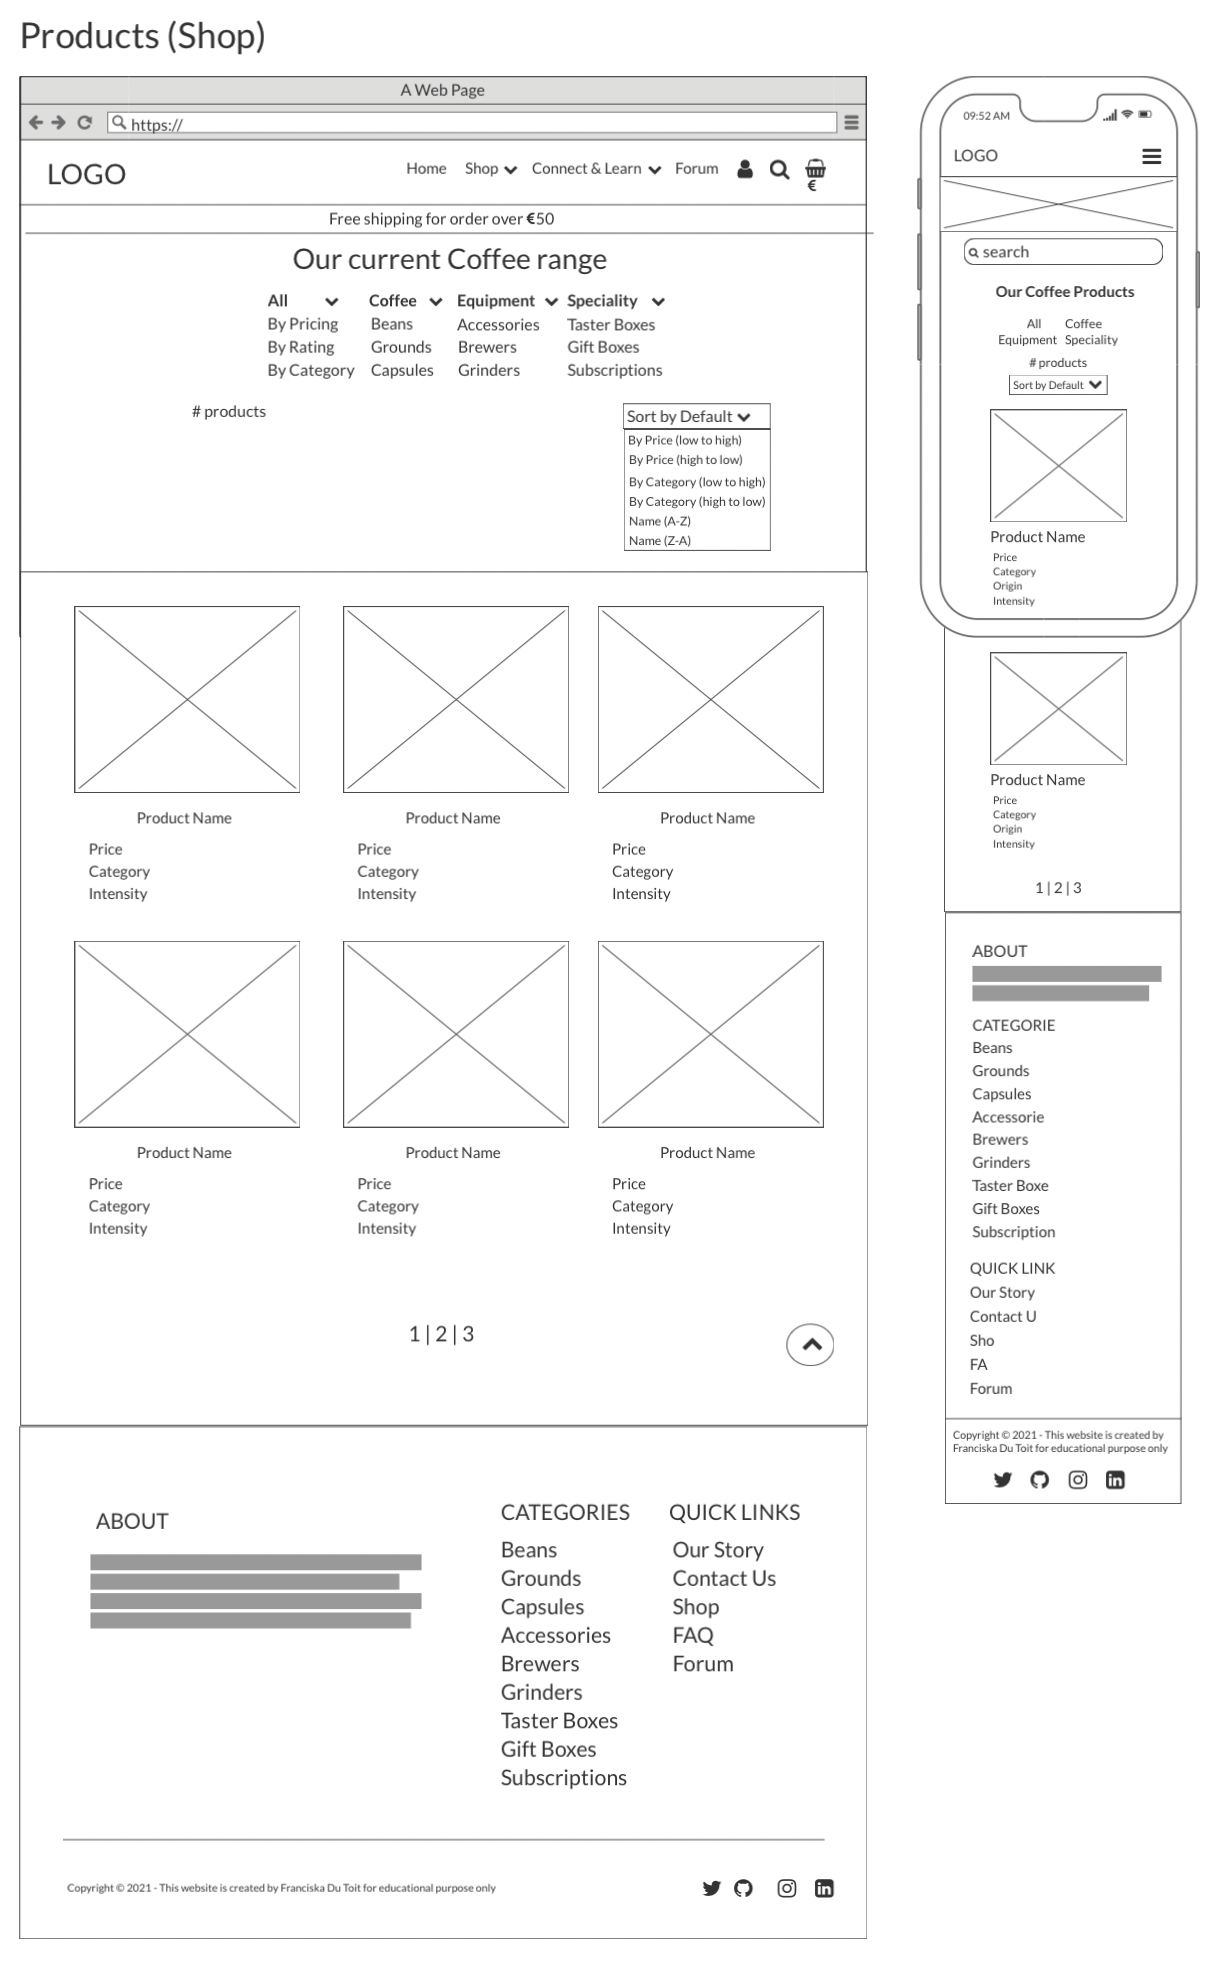 Products (Shop)
A Web Page
https://
LOGO
Home Shop Connect & Learn Forum
€
Free shipping for order over €50
Our current Coffee range
All Coffee Equipment Speciality
By Pricing Beans Accessories Taster Boxes
By Rating Grounds Brewers Gift Boxes
By Category Capsules Grinders Subscriptions
# products
Sort by Default
By Price (low to high)
By Price (high to low)
By Category (low to high)
By Category (high to low)
Name (A-Z)
Name (Z-A)
Product Name Product Name Product Name
Price Price Price
Category Category Category
Intensity Intensity Intensity
Product Name Product Name Product Name
Price Price Price
Category Category Category
Intensity Intensity Intensity
1 | 2 | 3
ABOUT
CATEGORIES
Beans
Grounds
Capsules
Accessories
Brewers
Grinders
Taster Boxes
Gift Boxes
Subscriptions
QUICK LINKS
Our Story
Contact Us
Shop
FAQ
Forum
Copyright © 2021 - This website is created by Franciska Du Toit for educational purpose only
09:52 AM
LOGO
search
Our Coffee Products
All Coffee
Equipment Speciality
# products
Sort by Default
Product Name
Price
Category
Origin
Intensity
Product Name
Price
Category
Origin
Intensity
1 | 2 | 3
ABOUT
CATEGORIE
Beans
Grounds
Capsules
Accessorie
Brewers
Grinders
Taster Boxe
Gift Boxes
Subscription
QUICK LINK
Our Story
Contact U
Sho
FA
Forum
Copyright © 2021 - This website is created by
Franciska Du Toit for educational purpose only